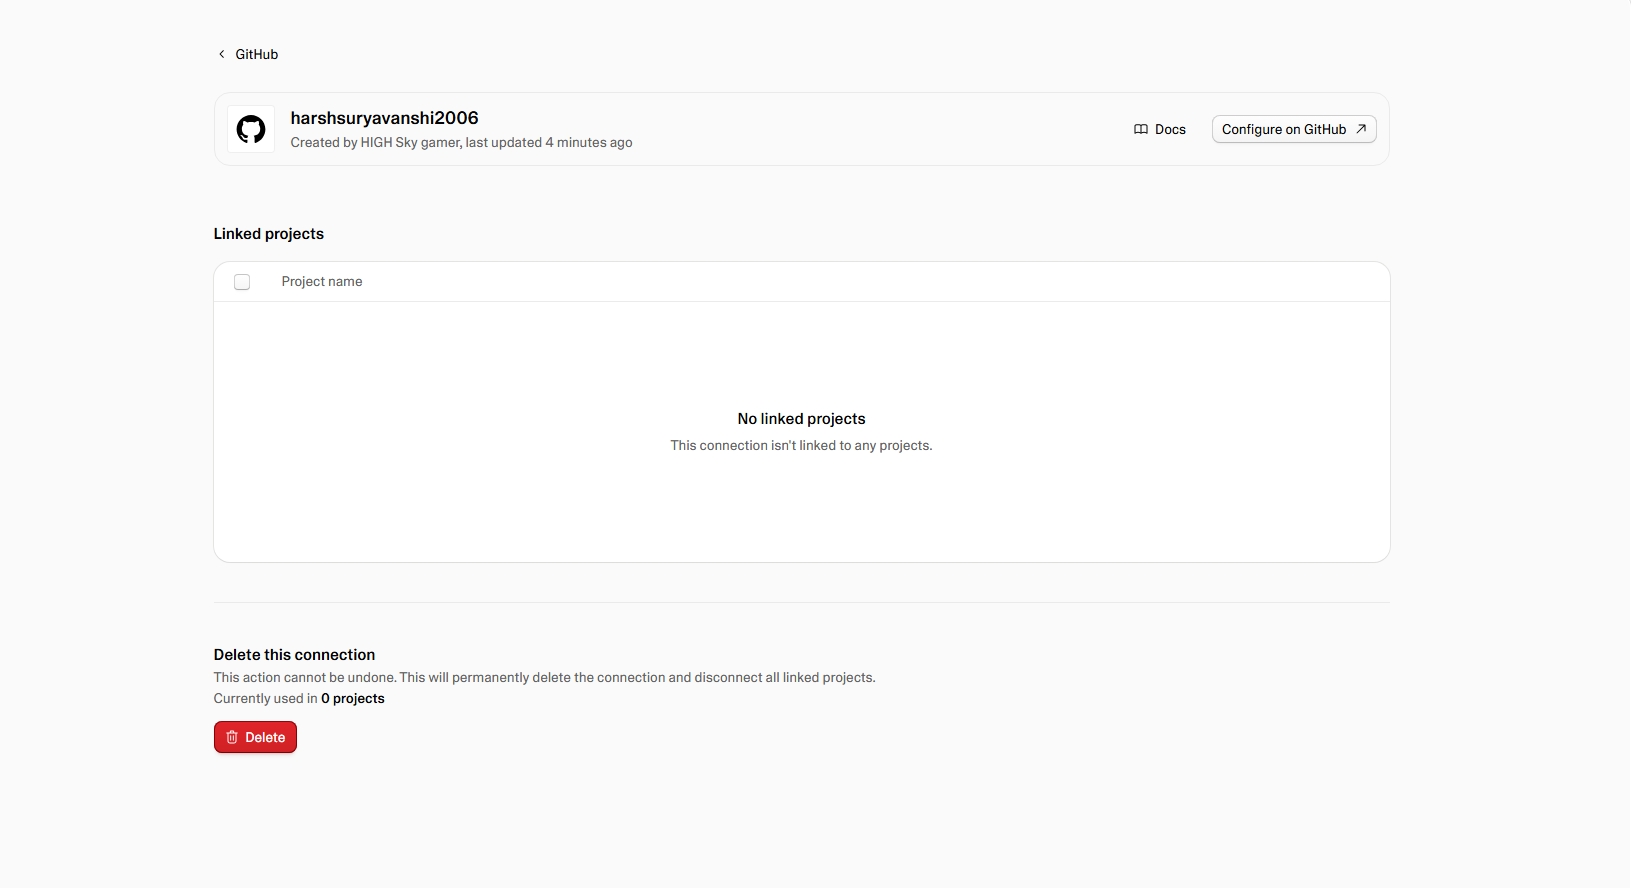 GitHub
harshsuryavanshi2006
Created by HIGH Sky gamer, last updated 4 minutes ago
Docs
Configure on GitHub
Linked projects
Project name
No linked projects
This connection isn't linked to any projects.
Delete this connection
This action cannot be undone. This will permanently delete the connection and disconnect all linked projects.
Currently used in 0 projects
Delete